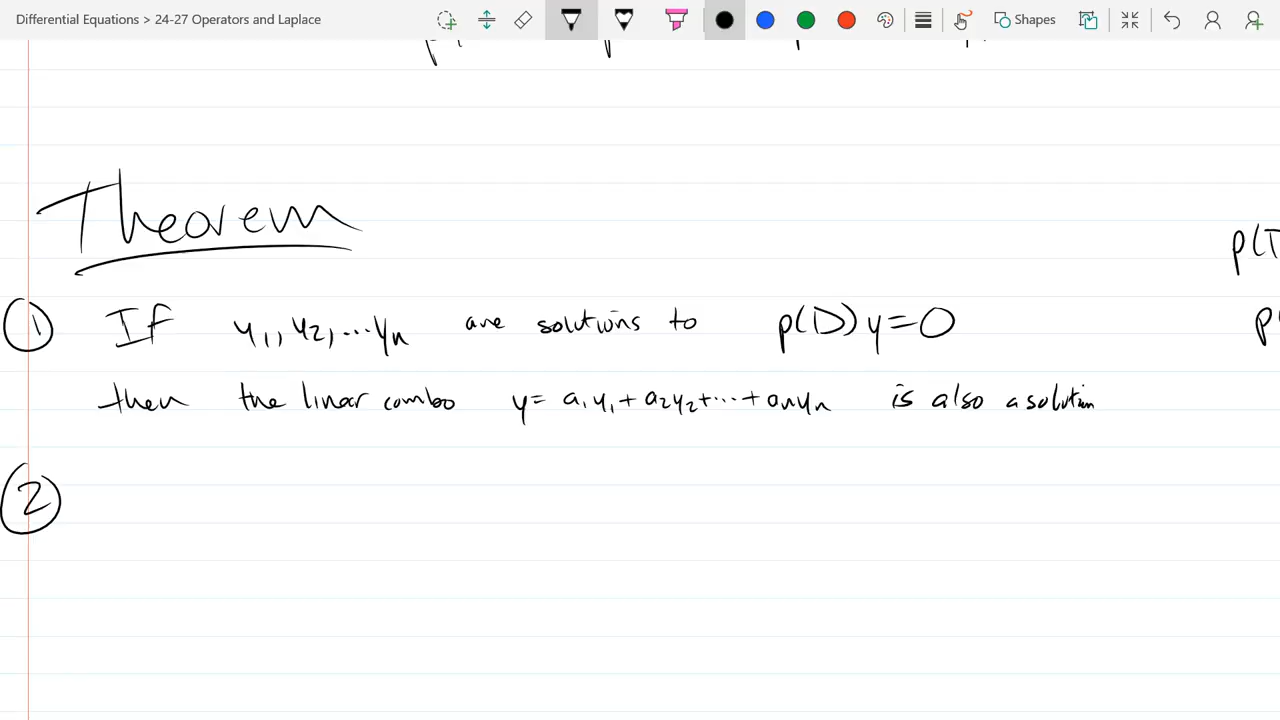 Differential Equations > 24-27 Operators and Laplace
Shapes
Theorem
p(
① If y₁, y₂, ... yₙ are solutions to p(D)y=0
p(
then the linar combo y= a₁y₁ + a₂y₂ + ... + aₙyₙ is also a solution
②